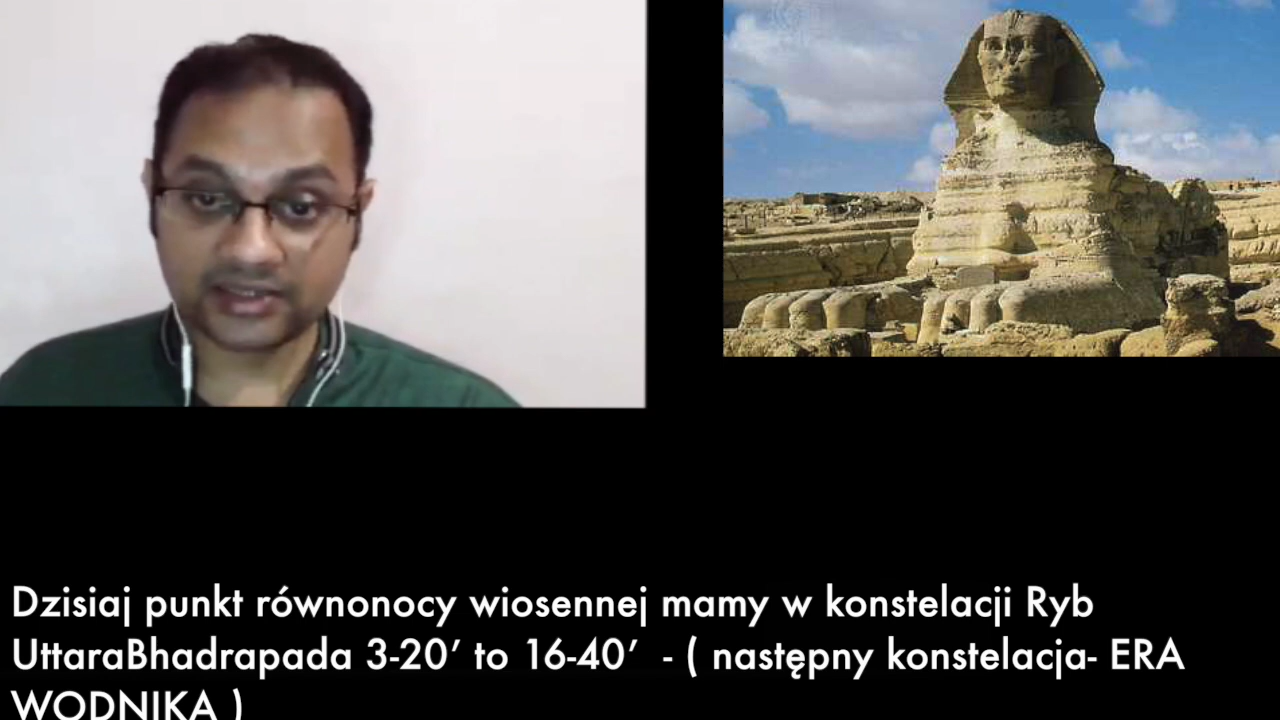 Dzisiaj punkt równonocy wiosennej mamy w konstelacji Ryb
UttaraBhadrapada 3-20′ to 16-40′ - ( następny konstelacja- ERA
WODNIKA )